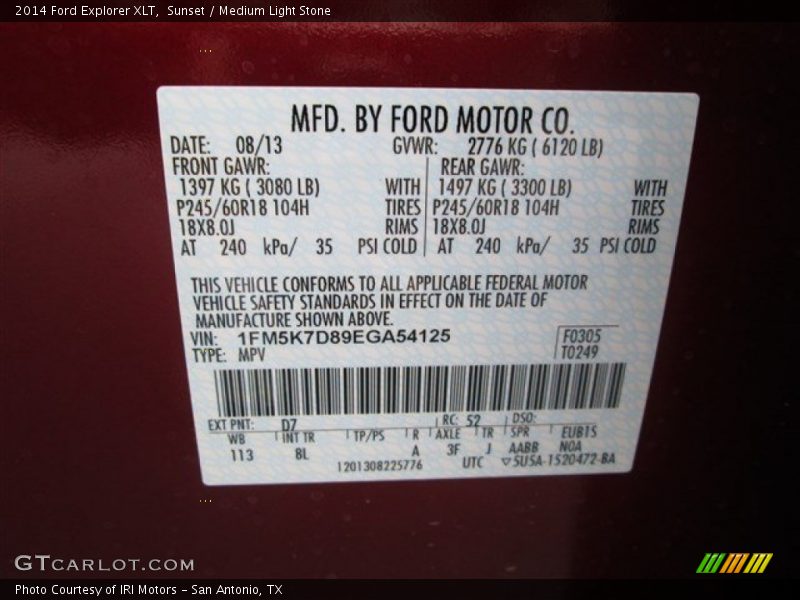 2014 Ford Explorer XLT,  Sunset / Medium Light Stone
MFD. BY FORD MOTOR CO.
DATE: 08/13 GVWR: 2776 KG ( 6120 LB)
FRONT GAWR: REAR GAWR:
1397 KG ( 3080 LB) WITH 1497 KG ( 3300 LB) WITH
P245/60R18 104H TIRES P245/60R18 104H TIRES
18X8.0J RIMS 18X8.0J RIMS
AT 240 kPa/ 35 PSI COLD AT 240 kPa/ 35 PSI COLD
THIS VEHICLE CONFORMS TO ALL APPLICABLE FEDERAL MOTOR
VEHICLE SAFETY STANDARDS IN EFFECT ON THE DATE OF
MANUFACTURE SHOWN ABOVE.
VIN: 1FM5K7D89EGA54125 F0305
TYPE: MPV T0249
EXT PNT: D7 RC: 52 DSO:
WB INT TR TP/PS R AXLE TR SPR EUB15
113 8L A 3F J AABB NOA
1201308225776 UTC ▽5U5A-1520472-BA
GTCARLOT.COM
Photo Courtesy of IRI Motors – San Antonio, TX